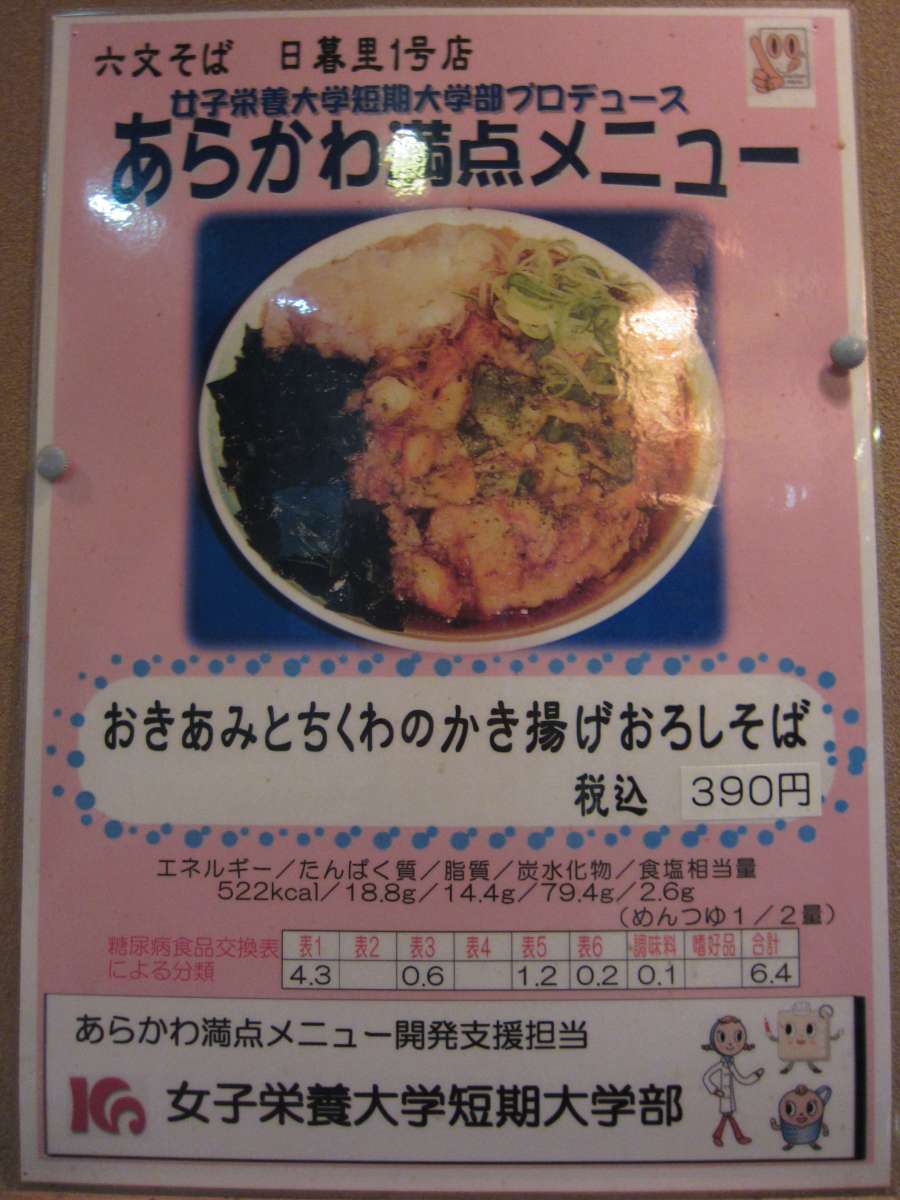 六文そば 日暮里1号店
女子栄養大学短期大学部プロデュース
あらかわ満点メニュー
おきあみとちくわのかき揚げおろしそば
税込 390円
エネルギー／たんぱく質／脂質／炭水化物／食塩相当量
522kcal／18.8g／14.4g／79.4g／2.6g
（めんつゆ１／２量）
糖尿病食品交換表による分類
表1 表2 表3 表4 表5 表6 調味料 嗜好品 合計
4.3 0.6 1.2 0.2 0.1 6.4
あらかわ満点メニュー開発支援担当
女子栄養大学短期大学部